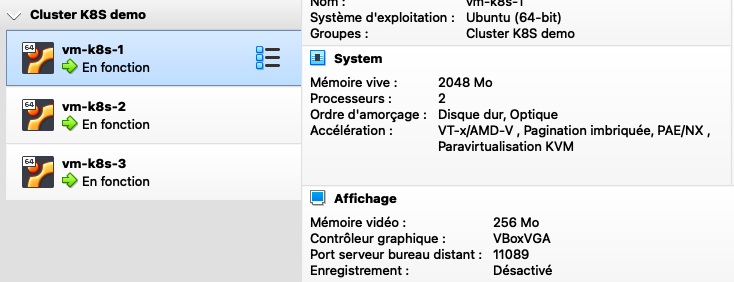 Cluster K8S demo
64
vm-k8s-1
En fonction
64
vm-k8s-2
En fonction
64
vm-k8s-3
En fonction
Nom : vm-k8s-1
Système d'exploitation : Ubuntu (64-bit)
Groupes : Cluster K8S demo
System
Mémoire vive : 2048 Mo
Processeurs : 2
Ordre d'amorçage : Disque dur, Optique
Accélération : VT-x/AMD-V , Pagination imbriquée, PAE/NX ,
Paravirtualisation KVM
Affichage
Mémoire vidéo : 256 Mo
Contrôleur graphique : VBoxVGA
Port serveur bureau distant : 11089
Enregistrement : Désactivé